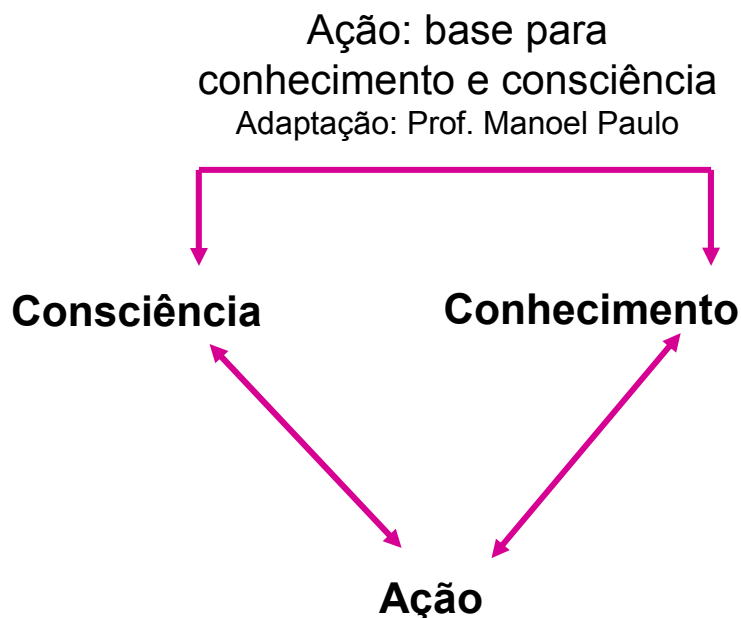 Ação: base para
conhecimento e consciência
Adaptação: Prof. Manoel Paulo
Consciência
Conhecimento
Ação